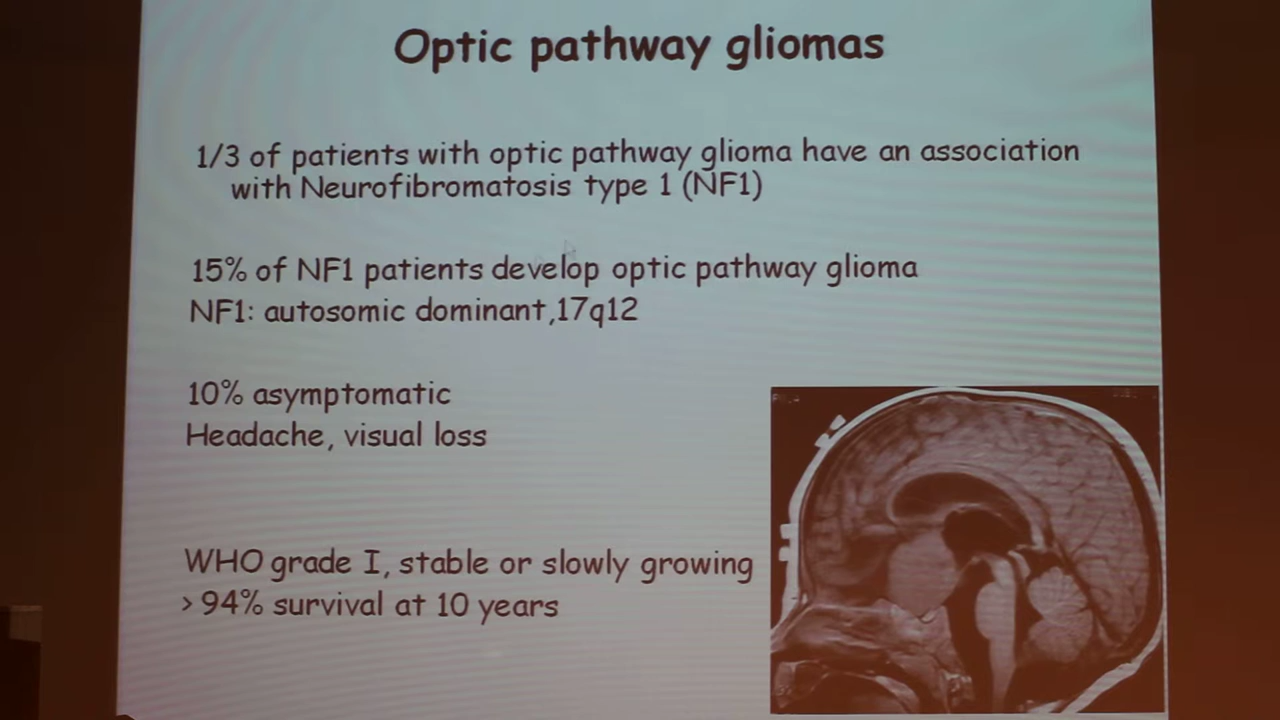 Optic pathway gliomas
1/3 of patients with optic pathway glioma have an association
with Neurofibromatosis type 1 (NF1)
15% of NF1 patients develop optic pathway glioma
NF1: autosomic dominant,17q12
10% asymptomatic
Headache, visual loss
WHO grade I, stable or slowly growing
> 94% survival at 10 years